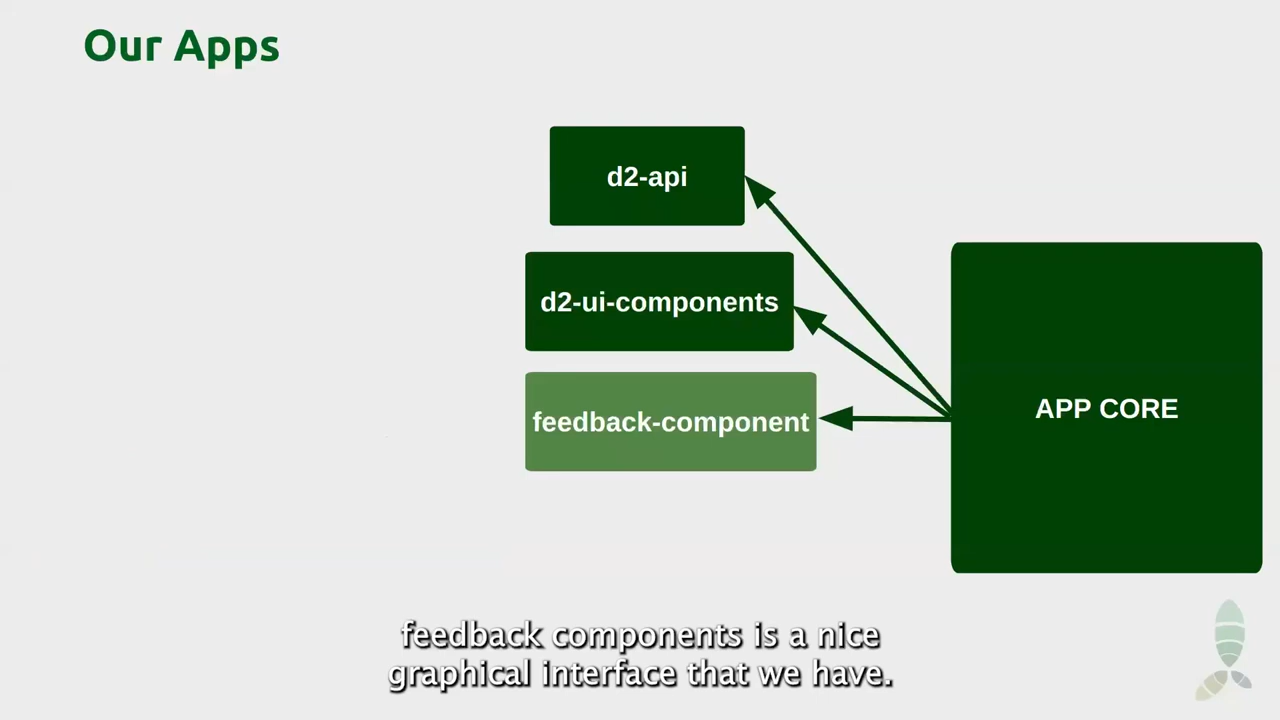 Our Apps
d2-api
d2-ui-components
feedback-component
APP CORE
feedback components is a nice
graphical interface that we have.